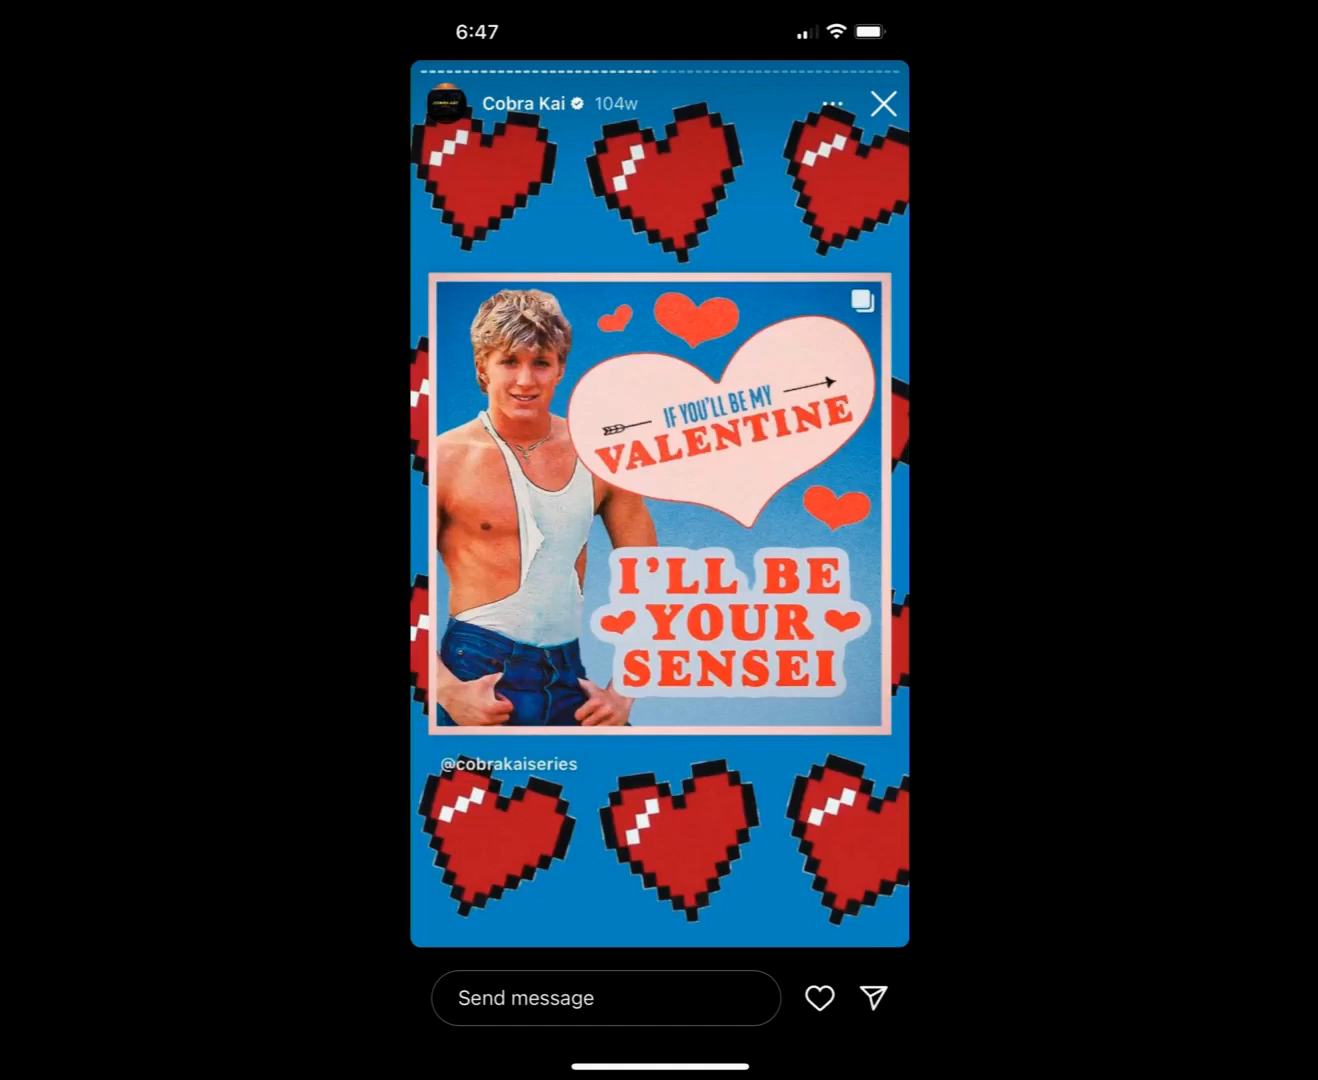 6:47
Cobra Kai 104w
IF YOU'LL BE MY
VALENTINE
I'LL BE
YOUR
SENSEI
@cobrakaiseries
Send message